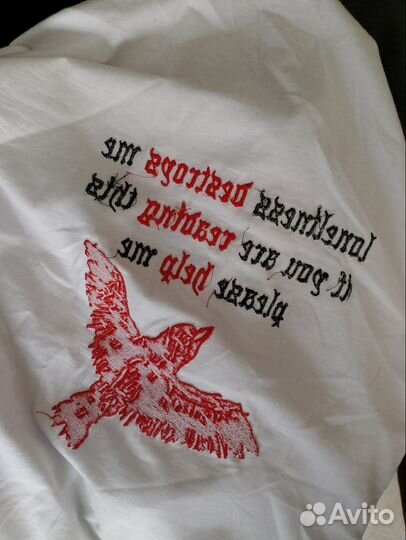 loneliness destroys me
if you are reading this
please help me
Avito